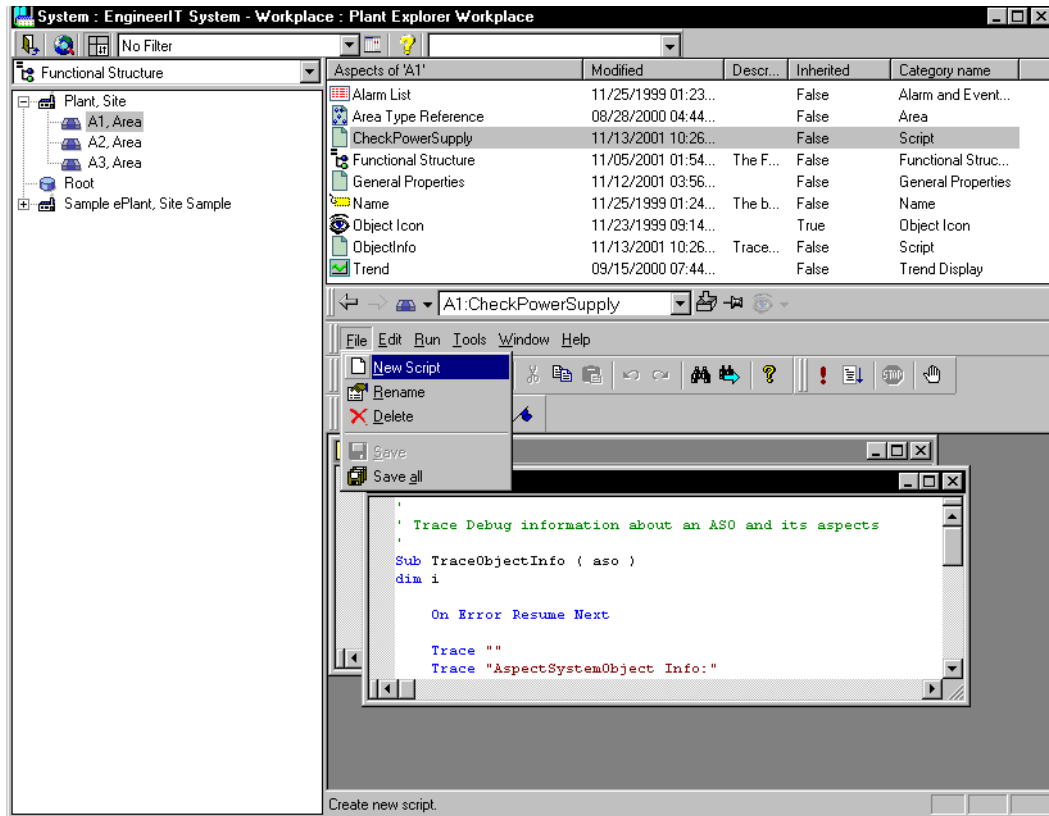 System : EngineerIT System - Workplace : Plant Explorer Workplace
No Filter
Functional Structure
Plant, Site
A1, Area
A2, Area
A3, Area
Root
Sample ePlant, Site Sample
Aspects of 'A1' Modified Descr... Inherited Category name
Alarm List 11/25/1999 01:23... False Alarm and Event...
Area Type Reference 08/28/2000 04:44... False Area
CheckPowerSupply 11/13/2001 10:26... False Script
Functional Structure 11/05/2001 01:54... The F... False Functional Struc...
General Properties 11/12/2001 03:56... False General Properties
Name 11/25/1999 01:24... The b... False Name
Object Icon 11/23/1999 09:14... True Object Icon
ObjectInfo 11/13/2001 10:26... Trace... False Script
Trend 09/15/2000 07:44... False Trend Display
A1:CheckPowerSupply
File Edit Run Tools Window Help
New Script
Rename
Delete
Save
Save all
STOP
'
' Trace Debug information about an ASO and its aspects
'
Sub TraceObjectInfo ( aso )
dim i
On Error Resume Next
Trace ""
Trace "AspectSystemObject Info:"
Create new script.